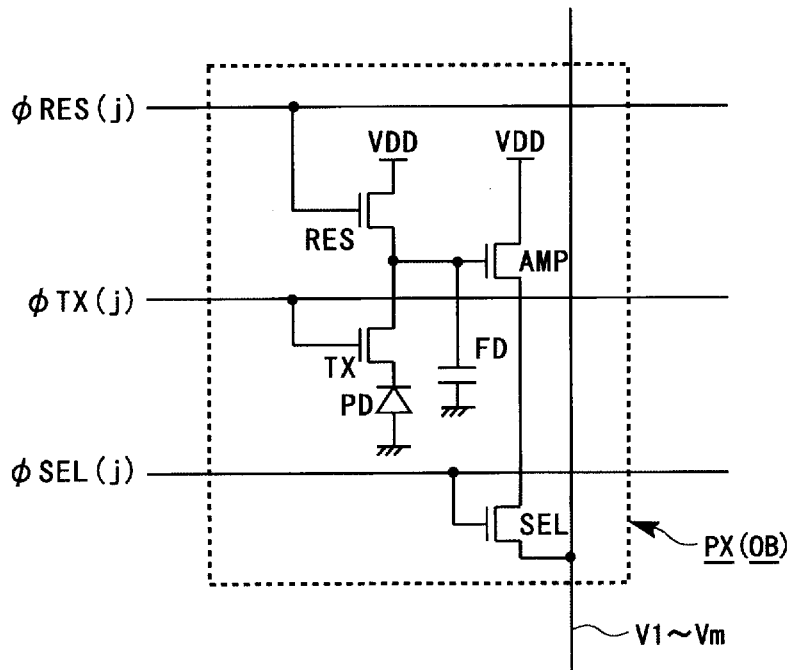 φRES(j)
VDD
VDD
RES
AMP
φTX(j)
TX
FD
PD
φSEL(j)
SEL
PX(OB)
V1～Vm